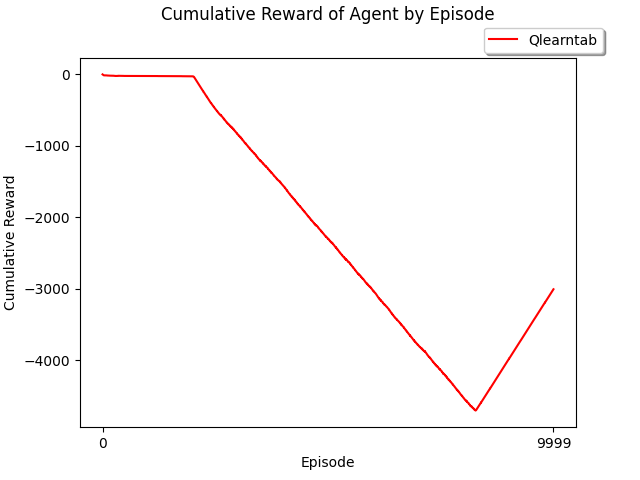 Cumulative Reward of Agent by Episode
Qlearntab
0
−1000
−2000
−3000
−4000
Cumulative Reward
0
9999
Episode